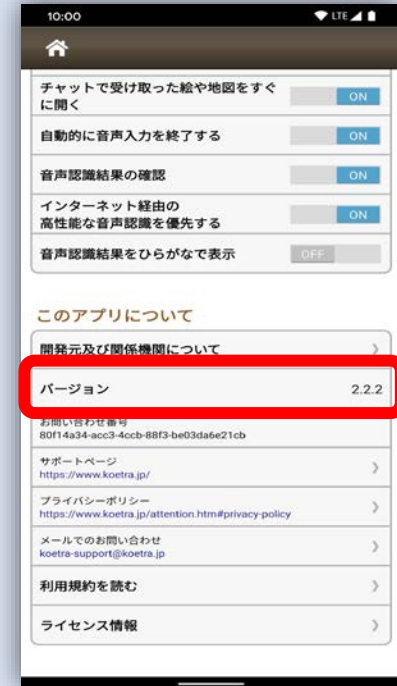 10:00 LTE
チャットで受け取った絵や地図をすぐ
に開く
ON
自動的に音声入力を終了する
ON
音声認識結果の確認
ON
インターネット経由の
高性能な音声認識を優先する
ON
音声認識結果をひらがなで表示
OFF
このアプリについて
開発元及び関係機関について
バージョン 2.2.2
お問い合わせ番号
80f14a34-acc3-4ccb-88f3-be03da6e21cb
サポートページ
https://www.koetra.jp/
プライバシーポリシー
https://www.koetra.jp/attention.htm#privacy-policy
メールでのお問い合わせ
koetra-support@koetra.jp
利用規約を読む
ライセンス情報